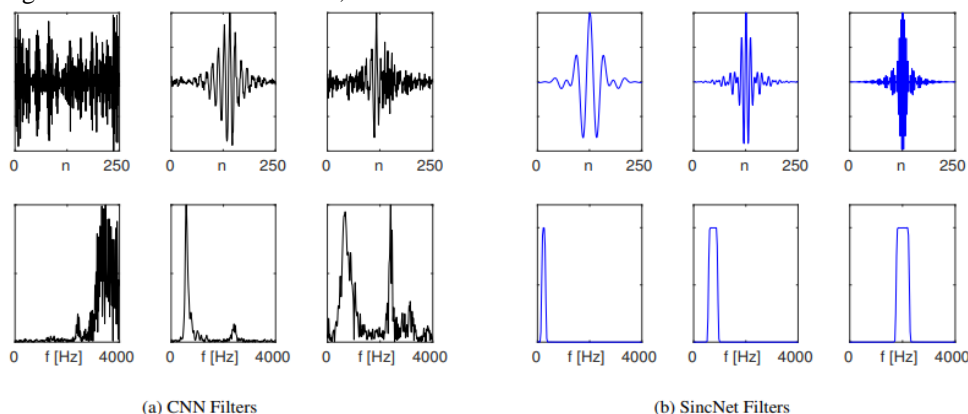 0 n 250 0 n 250 0 n 250 0 n 250 0 n 250 0 n 250
0 f [Hz] 4000 0 f [Hz] 4000 0 f [Hz] 4000 0 f [Hz] 4000 0 f [Hz] 4000 0 f [Hz] 4000
(a) CNN Filters (b) SincNet Filters